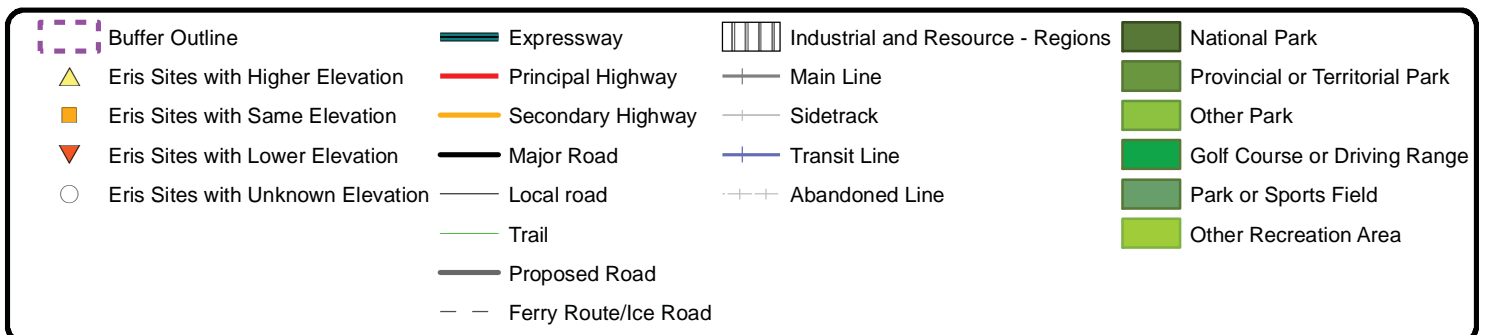 Buffer Outline
Eris Sites with Higher Elevation
Eris Sites with Same Elevation
Eris Sites with Lower Elevation
Eris Sites with Unknown Elevation
Expressway
Principal Highway
Secondary Highway
Major Road
Local road
Trail
Proposed Road
Ferry Route/Ice Road
Industrial and Resource - Regions
Main Line
Sidetrack
Transit Line
Abandoned Line
National Park
Provincial or Territorial Park
Other Park
Golf Course or Driving Range
Park or Sports Field
Other Recreation Area